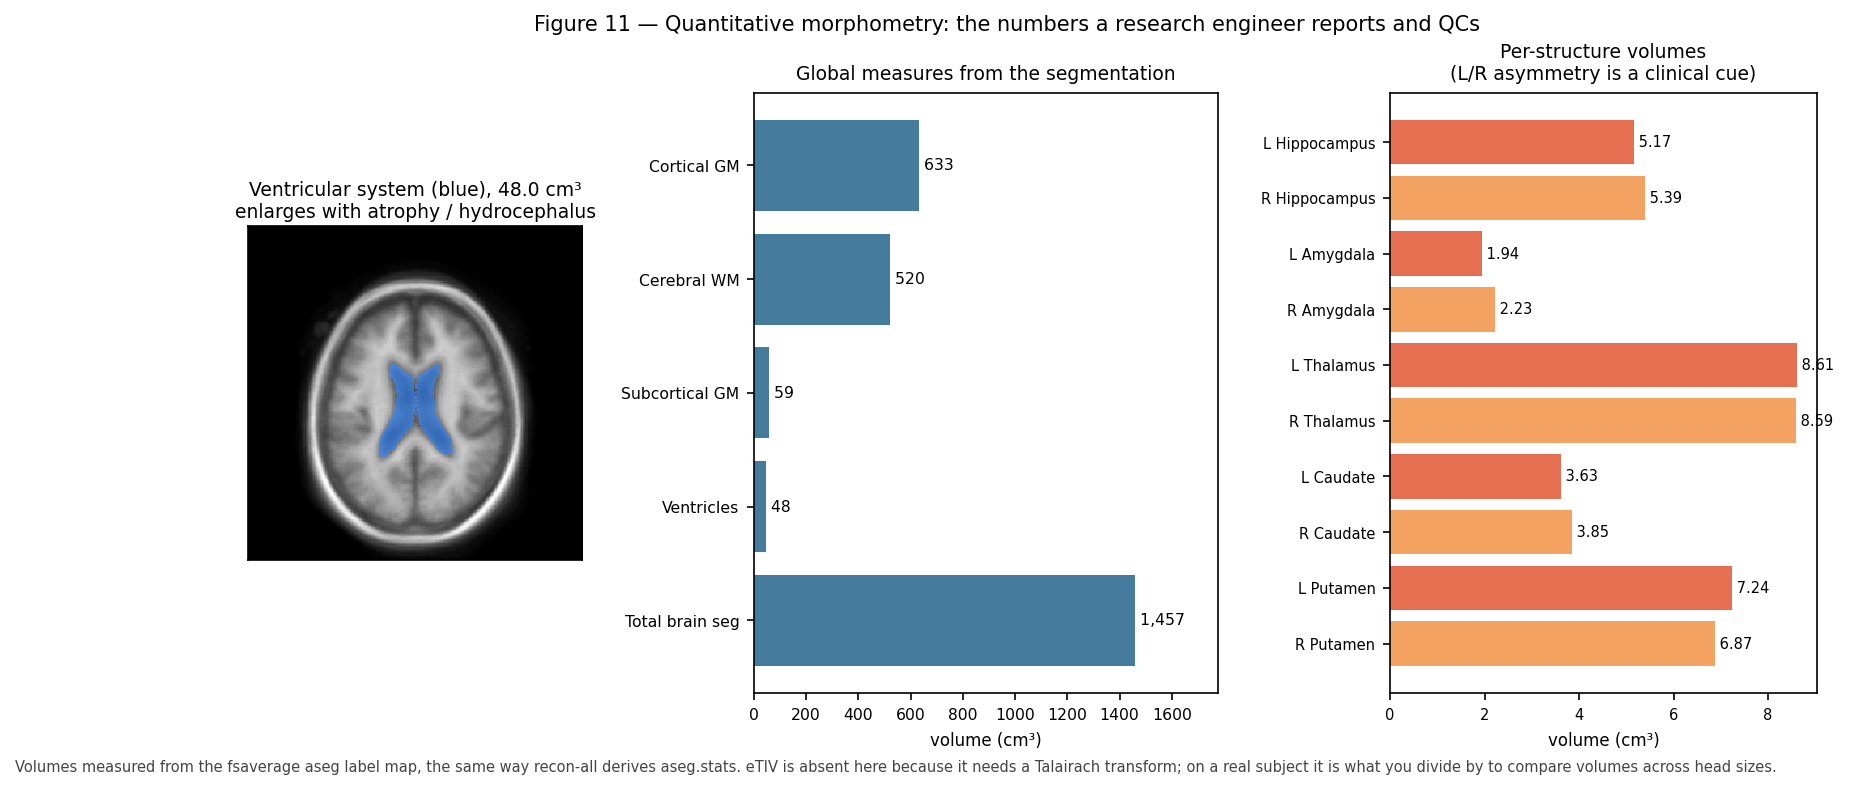 Figure 11 — Quantitative morphometry: the numbers a research engineer reports and QCs
Ventricular system (blue), 48.0 cm³
enlarges with atrophy / hydrocephalus
Global measures from the segmentation
Cortical GM
633
Cerebral WM
520
Subcortical GM
59
Ventricles
48
Total brain seg
1,457
0 200 400 600 800 1000 1200 1400 1600
volume (cm³)
Per-structure volumes
(L/R asymmetry is a clinical cue)
L Hippocampus
5.17
R Hippocampus
5.39
L Amygdala
1.94
R Amygdala
2.23
L Thalamus
8.61
R Thalamus
8.59
L Caudate
3.63
R Caudate
3.85
L Putamen
7.24
R Putamen
6.87
0 2 4 6 8
volume (cm³)
Volumes measured from the fsaverage aseg label map, the same way recon-all derives aseg.stats. eTIV is absent here because it needs a Talairach transform; on a real subject it is what you divide by to compare volumes across head sizes.